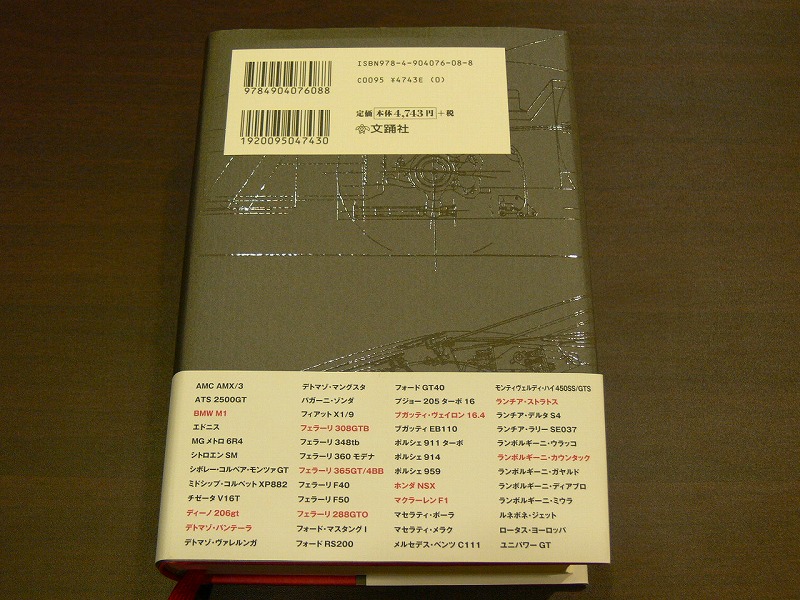 ISBN978-4-904076-08-8
C0095 ¥4743E (0)
9784904076088
定価 本体4,743円 +税
文踊社
1920095047430
AMC AMX/3
ATS 2500GT
BMW M1
エドニス
MGメトロ 6R4
シトロエン SM
シボレー・コルベア・モンツァGT
ミドシップ・コルベット XP882
チゼータ V16T
ディーノ 206gt
デトマゾ・パンテーラ
デトマゾ・ヴァレルンガ
デトマゾ・マングスタ
パガーニ・ゾンダ
フィアット X1/9
フェラーリ 308GTB
フェラーリ 348tb
フェラーリ 360 モデナ
フェラーリ 365GT/4BB
フェラーリ F40
フェラーリ F50
フェラーリ 288GTO
フォード・マスタング I
フォード RS200
フォード GT40
プジョー 205 ターボ 16
ブガッティ・ヴェイロン 16.4
ブガッティ EB110
ポルシェ 911 ターボ
ポルシェ 914
ポルシェ 959
ホンダ NSX
マクラーレン F1
マセラティ・ボーラ
マセラティ・メラク
メルセデス・ベンツ C111
モンティヴェルディ・ハイ 450SS/GTS
ランチア・ストラトス
ランチア・デルタ S4
ランチア・ラリー SE037
ランボルギーニ・ウラッコ
ランボルギーニ・カウンタック
ランボルギーニ・ガヤルド
ランボルギーニ・ディアブロ
ランボルギーニ・ミウラ
ルネボネ・ジェット
ロータス・ヨーロッパ
ユニパワー GT